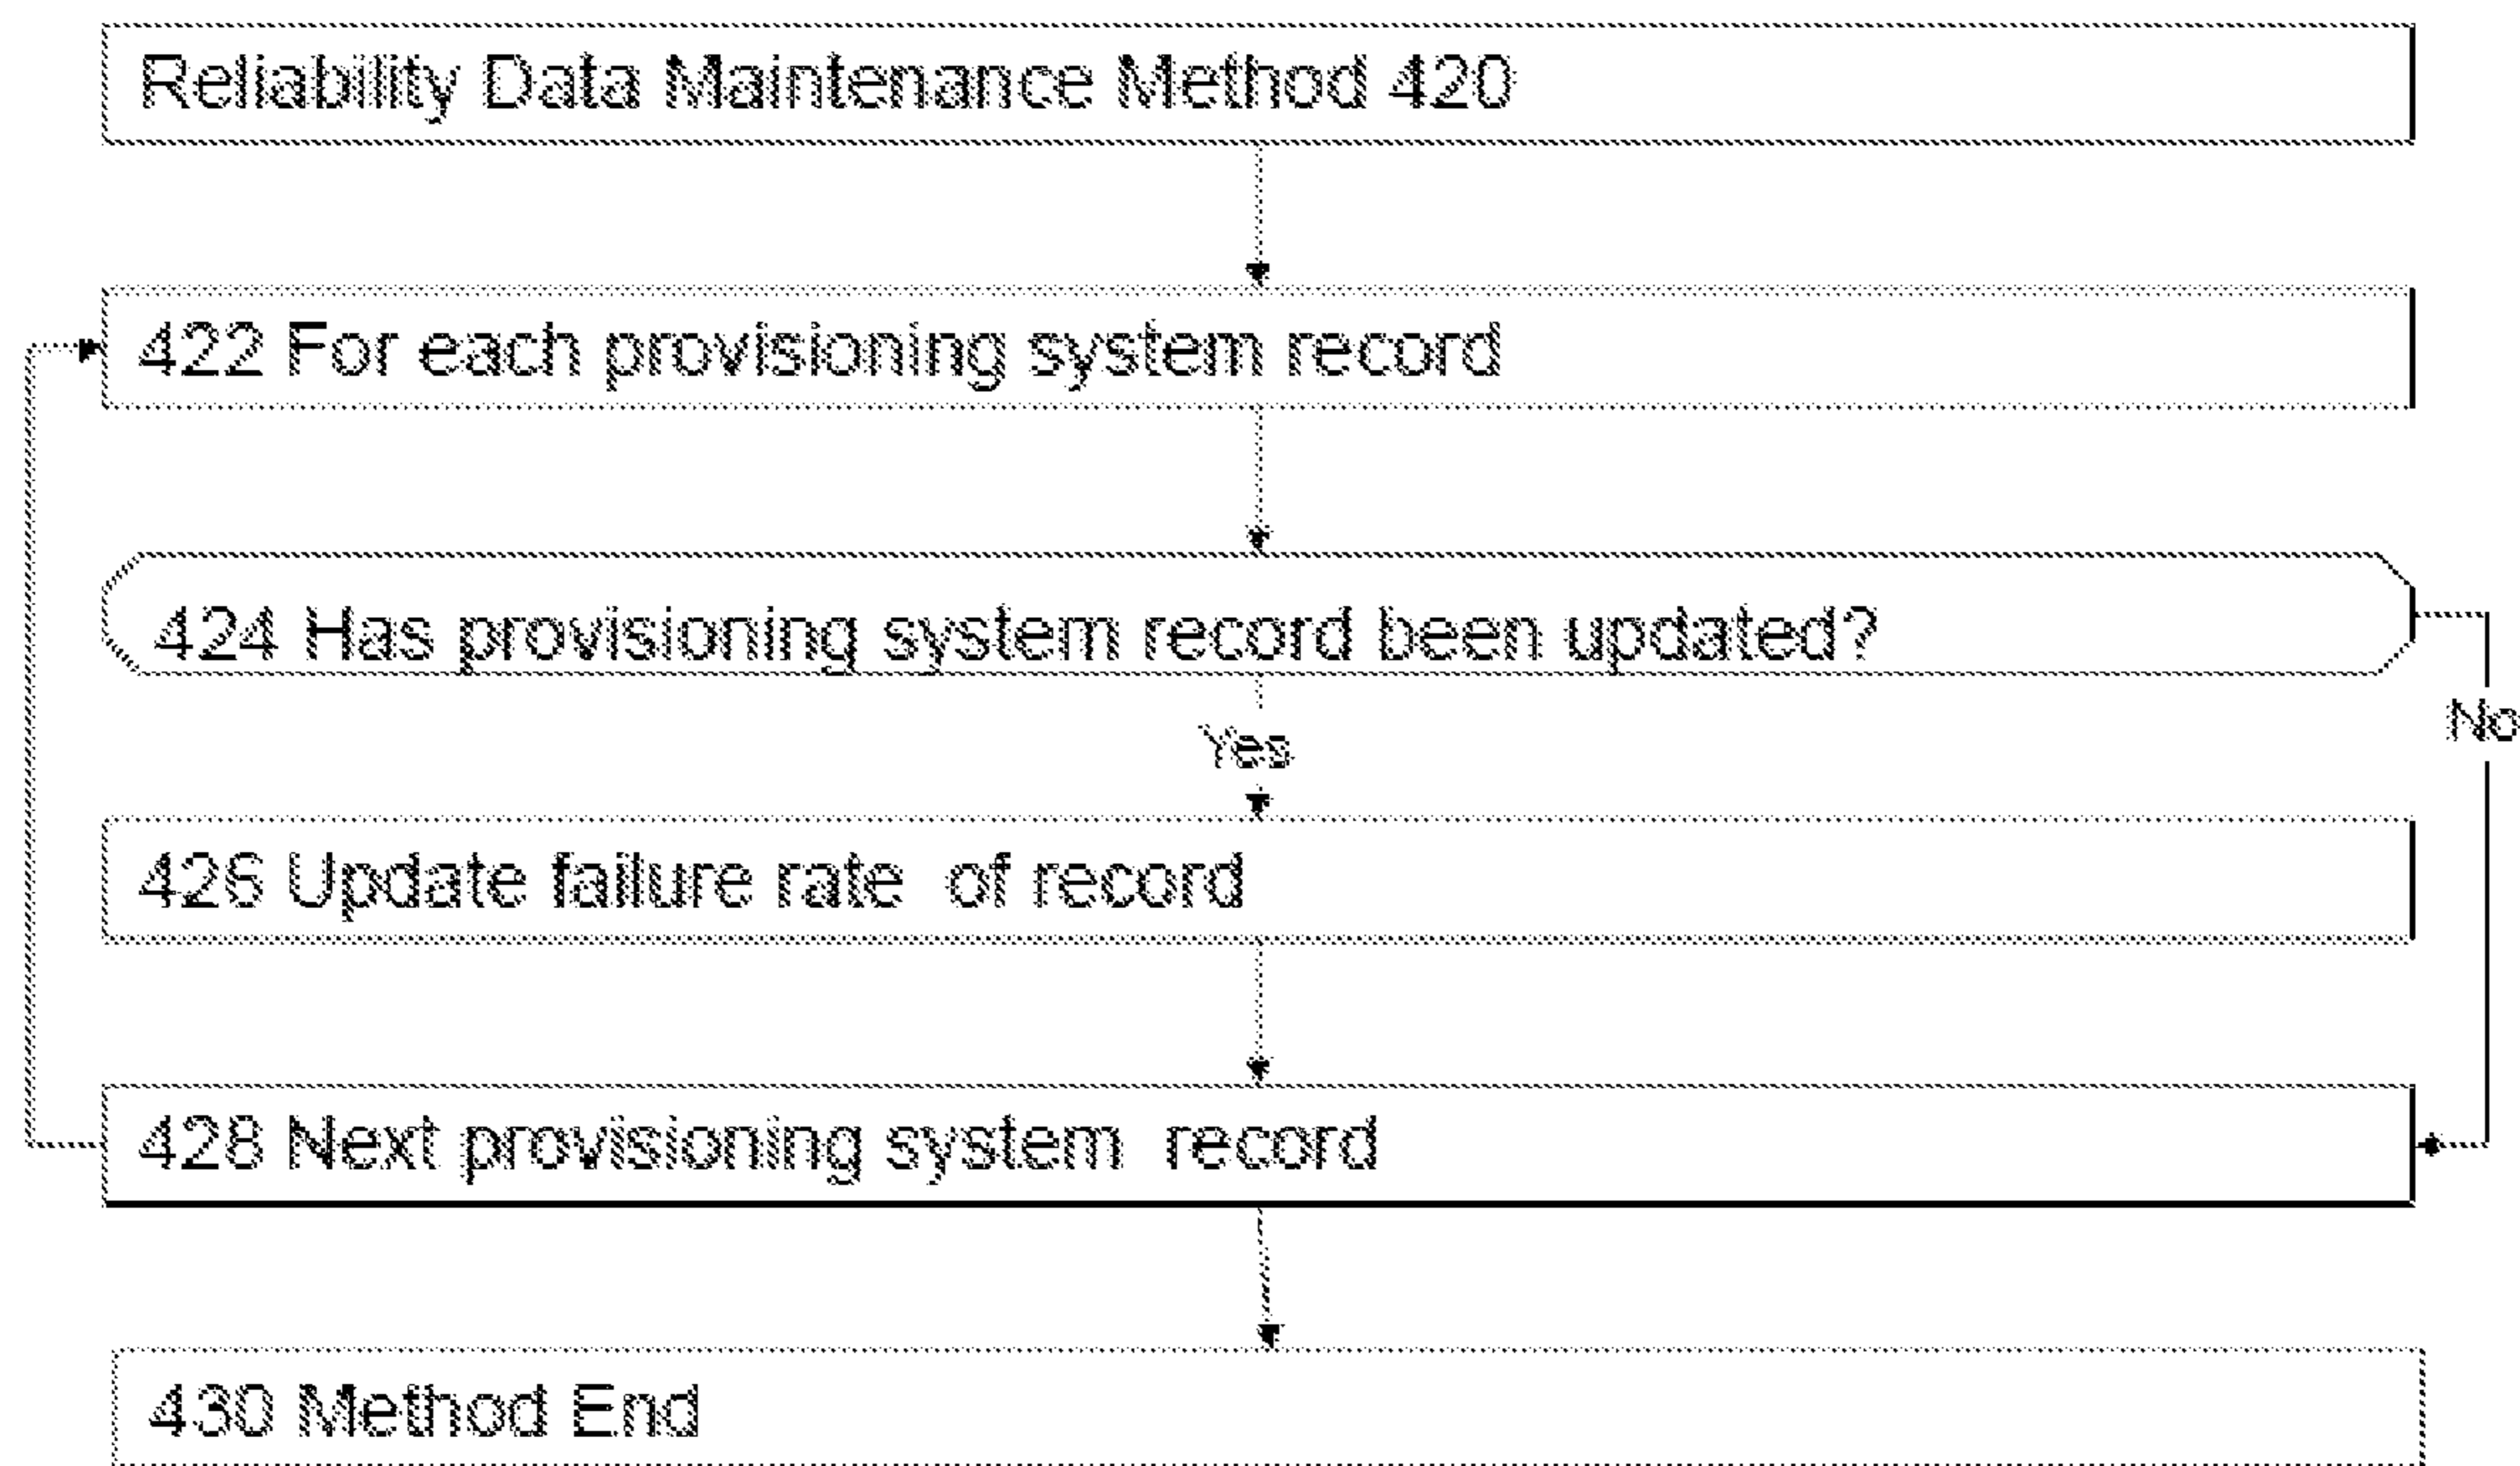 Reliability Data Maintenance Method 420
422 For each provisioning system record
424 Has provisioning system record been updated?
No
Yes
426 Update failure rate of record
428 Next provisioning system record
430 Method End